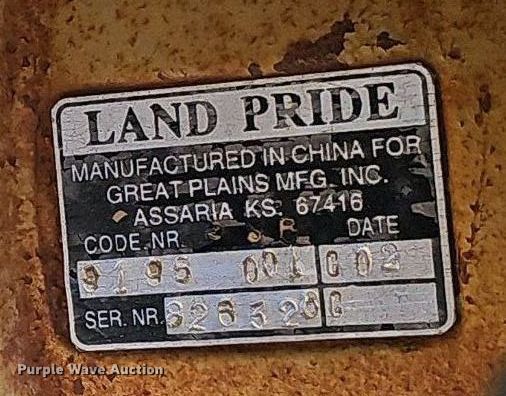 LAND PRIDE
MANUFACTURED IN CHINA FOR
GREAT PLAINS MFG. INC.
ASSARIA KS. 67416
CODE. NR. DATE
9195 001 C02
SER. NR.
Purple Wave Auction